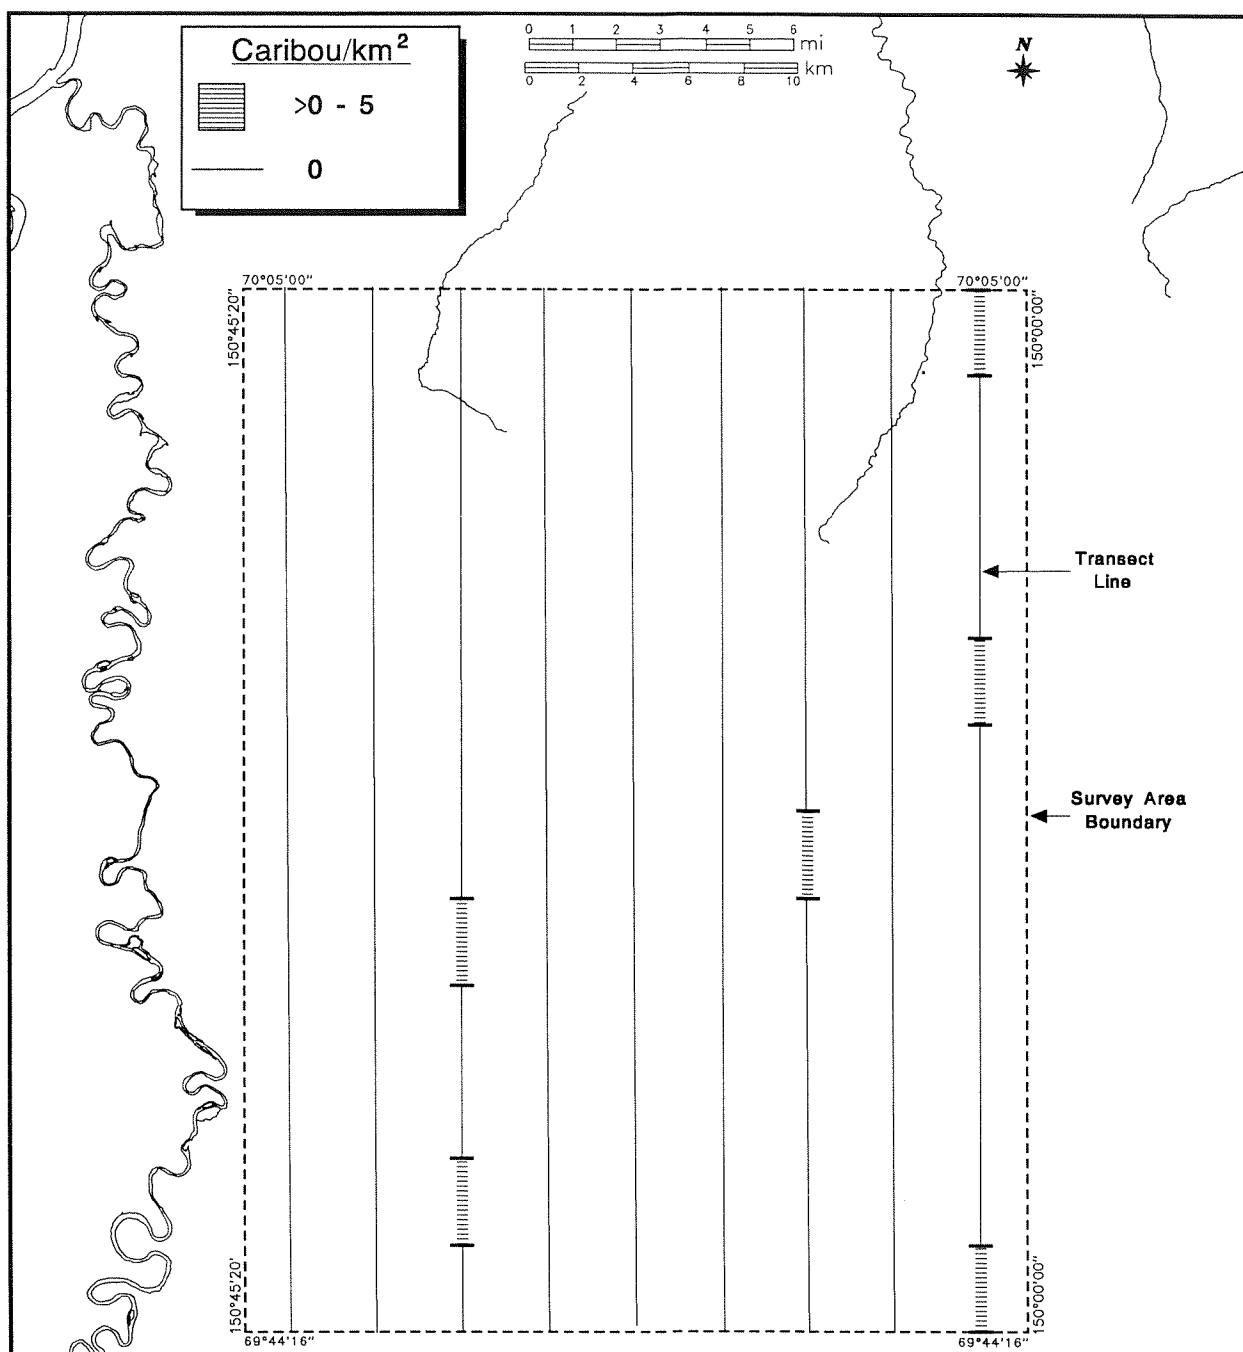 Caribou/km²
>0 - 5
0
0 1 2 3 4 5 6
mi
km
0 2 4 6 8 10
N
70°05'00" 70°05'00"
150°45'20"
150°00'00"
Transect
Line
Survey Area
Boundary
150°45'20'
150°00'00"
69°44'16" 69°44'16"